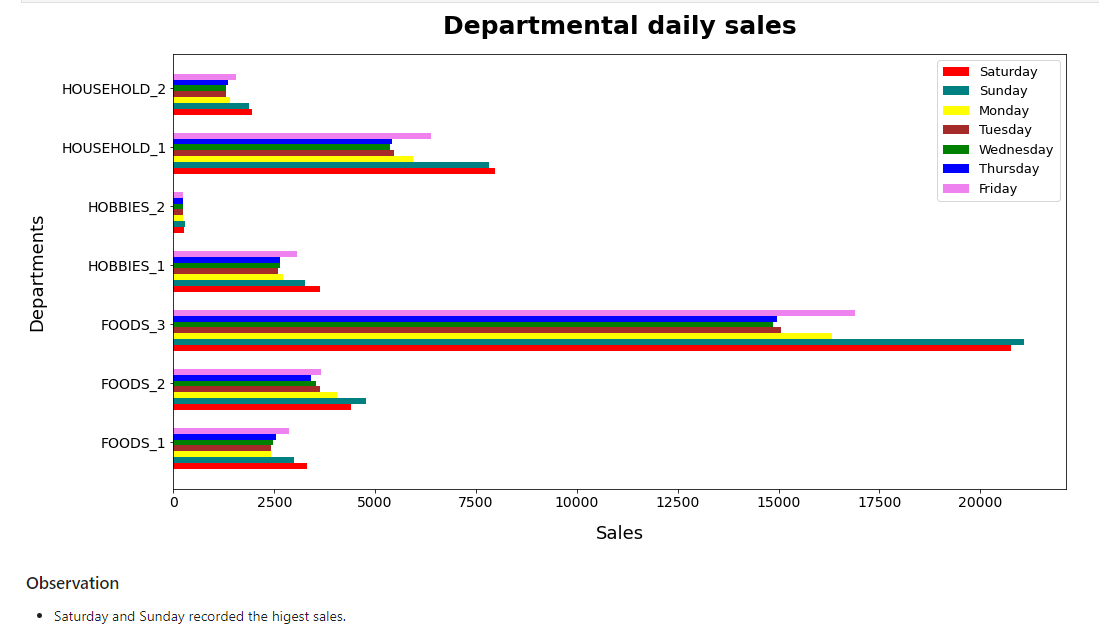 Departmental daily sales
Saturday
Sunday
Monday
Tuesday
Wednesday
Thursday
Friday
HOUSEHOLD_2
HOUSEHOLD_1
HOBBIES_2
HOBBIES_1
FOODS_3
FOODS_2
FOODS_1
Departments
0 2500 5000 7500 10000 12500 15000 17500 20000
Sales
Observation
• Saturday and Sunday recorded the higest sales.